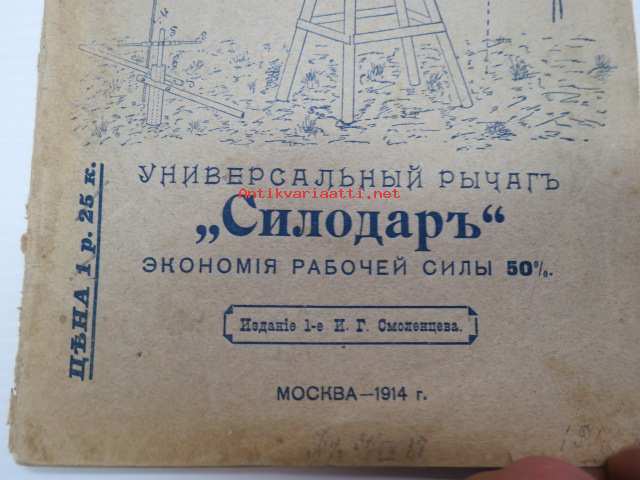 УНИВЕРСАЛЬНЫЙ РЫЧАГЪ
Antikvariaatti.net
„Силодаръ“
ЭКОНОМІЯ РАБОЧЕЙ СИЛЫ 50%.
ЦѢНА 1 р. 25 к.
Изданіе 1-е И. Г. Смоленцева.
МОСКВА—1914 г.